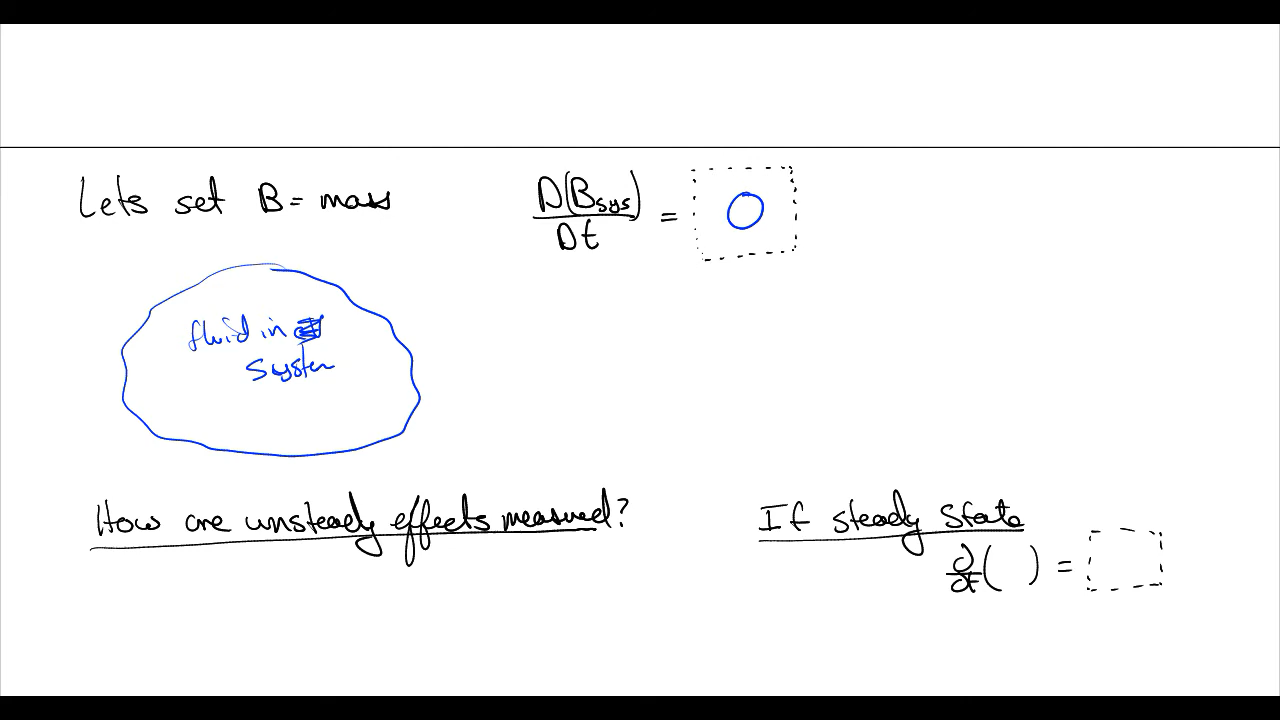 Lets set B = mass
D(Bsys)/Dt = 0
fluid in
system
How are unsteady effects measured?
If steady state
∂/∂t( ) =